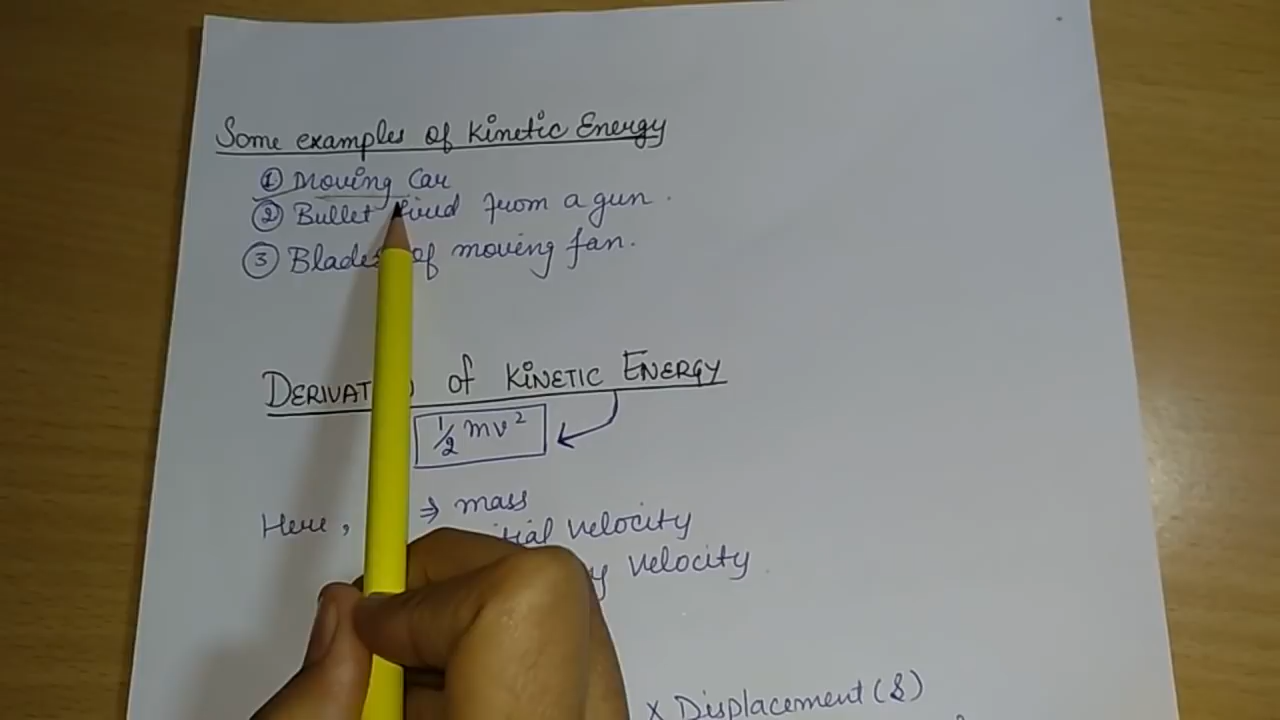 Some examples of Kinetic Energy
① Moving Car
② Bullet fired from a gun.
③ Blades of moving fan.
DERIVATION of KINETIC ENERGY
1/2 mv²
Here, ⇒ mass
velocity
velocity
x Displacement (S)